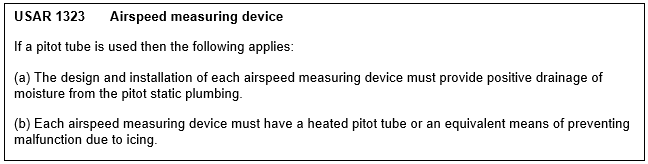 USAR 1323 Airspeed measuring device
If a pitot tube is used then the following applies:
(a) The design and installation of each airspeed measuring device must provide positive drainage of
moisture from the pitot static plumbing.
(b) Each airspeed measuring device must have a heated pitot tube or an equivalent means of preventing
malfunction due to icing.